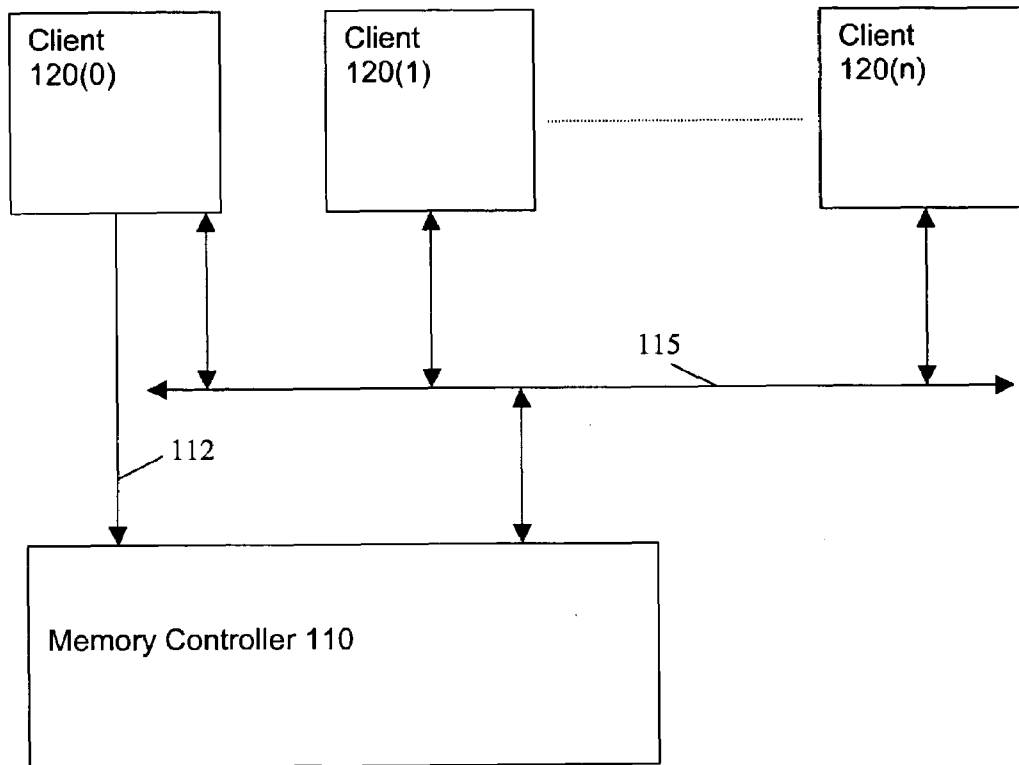 Client
120(0)
Client
120(1)
Client
120(n)
115
112
Memory Controller 110